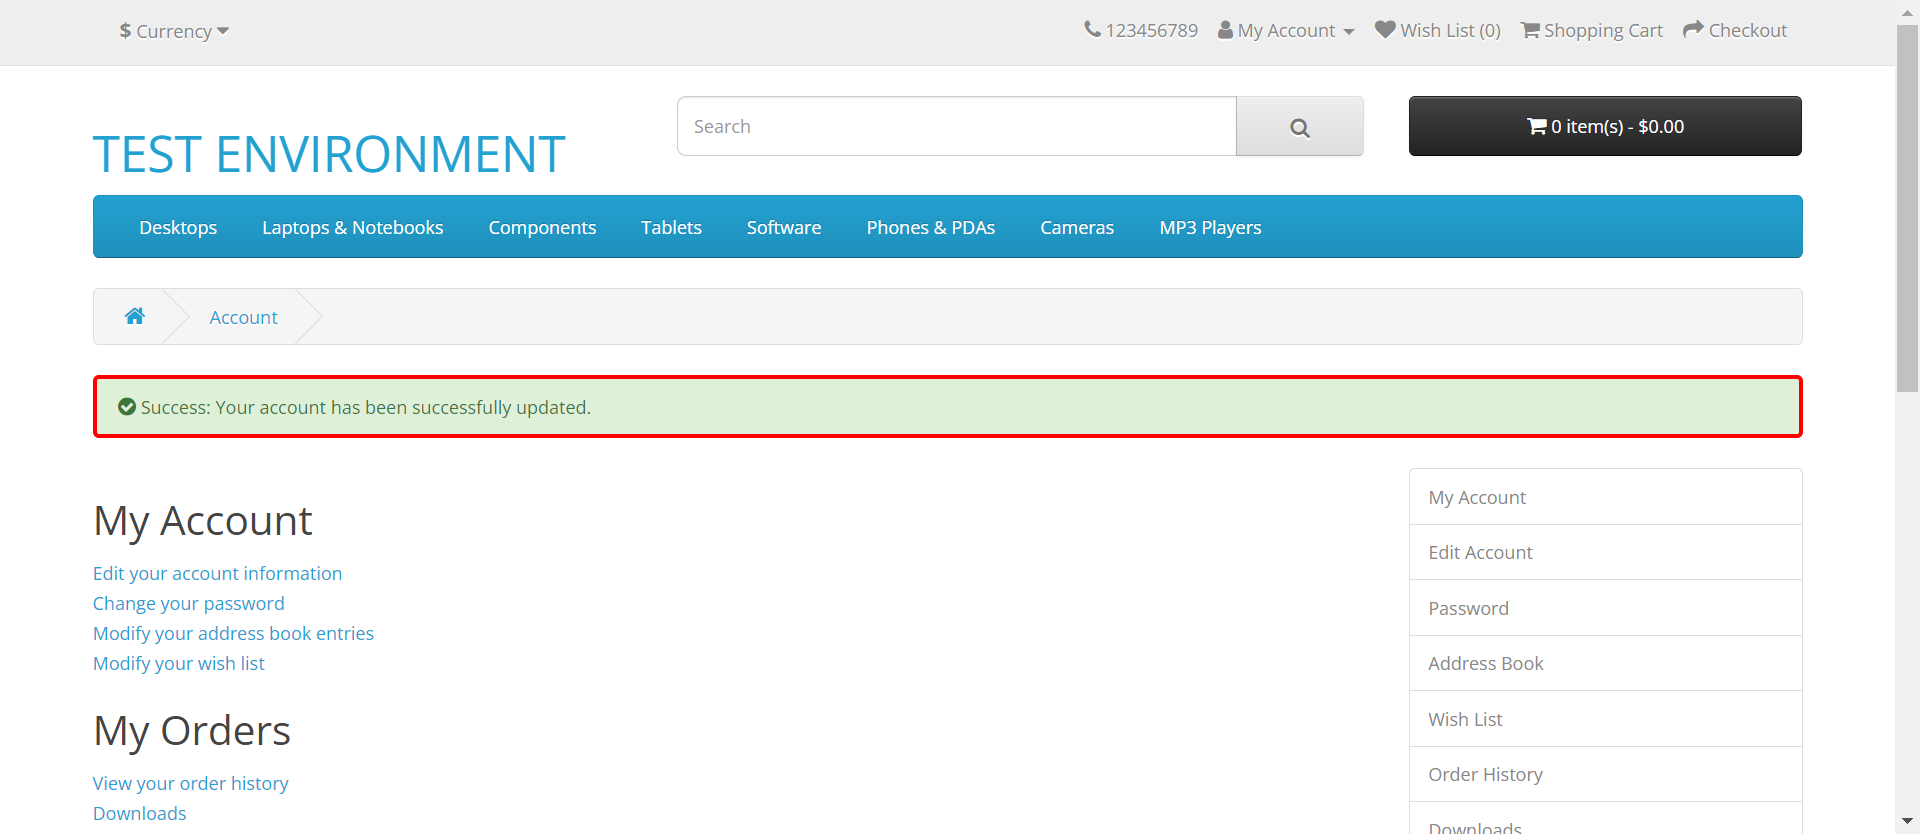 $ Currency
123456789 My Account Wish List (0) Shopping Cart Checkout
TEST ENVIRONMENT
Search
0 item(s) - $0.00
Desktops Laptops & Notebooks Components Tablets Software Phones & PDAs Cameras MP3 Players
Account
Success: Your account has been successfully updated.
My Account
Edit your account information
Change your password
Modify your address book entries
Modify your wish list
My Orders
View your order history
Downloads
My Account
Edit Account
Password
Address Book
Wish List
Order History
Downloads